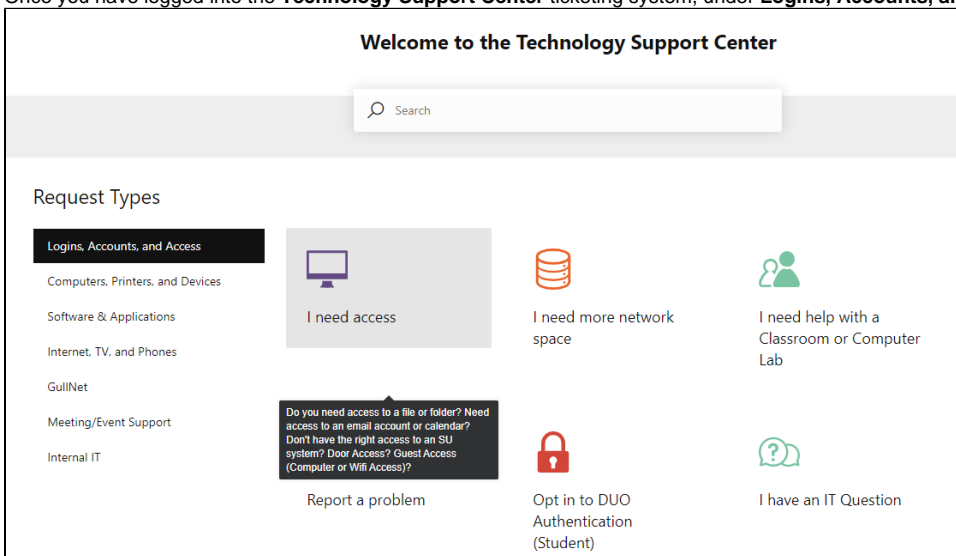 Once you have logged into the Technology Support Center ticketing system, under Logins, Accounts, an
Welcome to the Technology Support Center
Search
Request Types
Logins, Accounts, and Access
Computers, Printers, and Devices
Software & Applications
Internet, TV, and Phones
GullNet
Meeting/Event Support
Internal IT
I need access
I need more network
space
I need help with a
Classroom or Computer
Lab
Do you need access to a file or folder? Need
access to an email account or calendar?
Don't have the right access to an SU
system? Door Access? Guest Access
(Computer or Wifi Access)?
Report a problem
Opt in to DUO
Authentication
(Student)
I have an IT Question